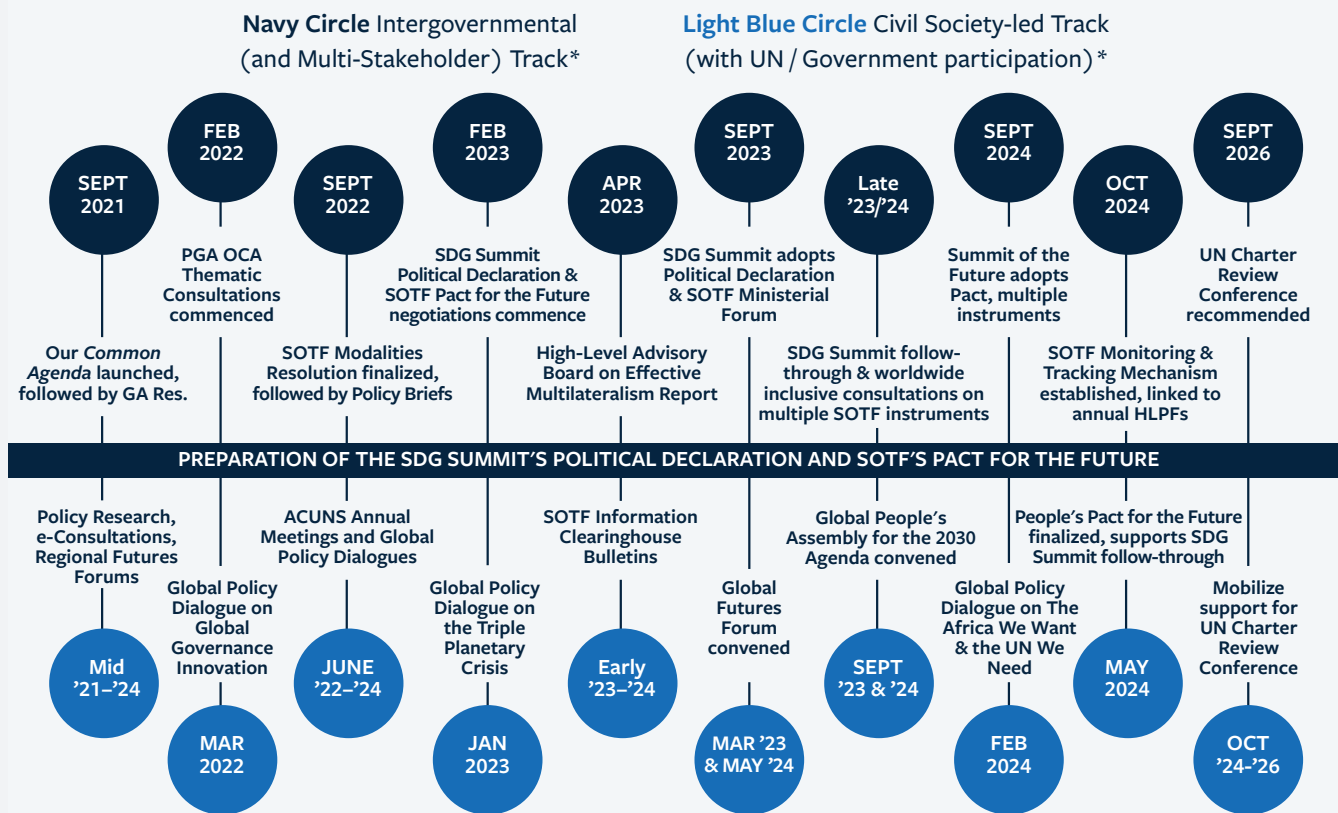 Navy Circle Intergovernmental
(and Multi-Stakeholder) Track*
Light Blue Circle Civil Society-led Track
(with UN / Government participation)*
SEPT
2021
Our Common
Agenda launched,
followed by GA Res.
FEB
2022
PGA OCA
Thematic
Consultations
commenced
SEPT
2022
SOTF Modalities
Resolution finalized,
followed by Policy Briefs
FEB
2023
SDG Summit
Political Declaration &
SOTF Pact for the Future
negotiations commence
APR
2023
High-Level Advisory
Board on Effective
Multilateralism Report
SEPT
2023
SDG Summit adopts
Political Declaration
& SOTF Ministerial
Forum
Late
’23/’24
SDG Summit follow-
through & worldwide
inclusive consultations on
multiple SOTF instruments
SEPT
2024
Summit of the
Future adopts
Pact, multiple
instruments
OCT
2024
SOTF Monitoring &
Tracking Mechanism
established, linked to
annual HLPFs
SEPT
2026
UN Charter
Review
Conference
recommended
PREPARATION OF THE SDG SUMMIT’S POLITICAL DECLARATION AND SOTF’S PACT FOR THE FUTURE
Policy Research,
e-Consultations,
Regional Futures
Forums
Mid
’21–’24
Global Policy
Dialogue on
Global
Governance
Innovation
MAR
2022
ACUNS Annual
Meetings and Global
Policy Dialogues
JUNE
’22–’24
Global Policy
Dialogue on
the Triple
Planetary
Crisis
JAN
2023
SOTF Information
Clearinghouse
Bulletins
Early
’23–’24
Global
Futures
Forum
convened
MAR ’23
& MAY ’24
Global People’s
Assembly for the 2030
Agenda convened
SEPT
’23 & ’24
Global Policy
Dialogue on The
Africa We Want
& the UN We
Need
FEB
2024
People’s Pact for the Future
finalized, supports SDG
Summit follow-through
MAY
2024
Mobilize
support for
UN Charter
Review
Conference
OCT
’24-’26